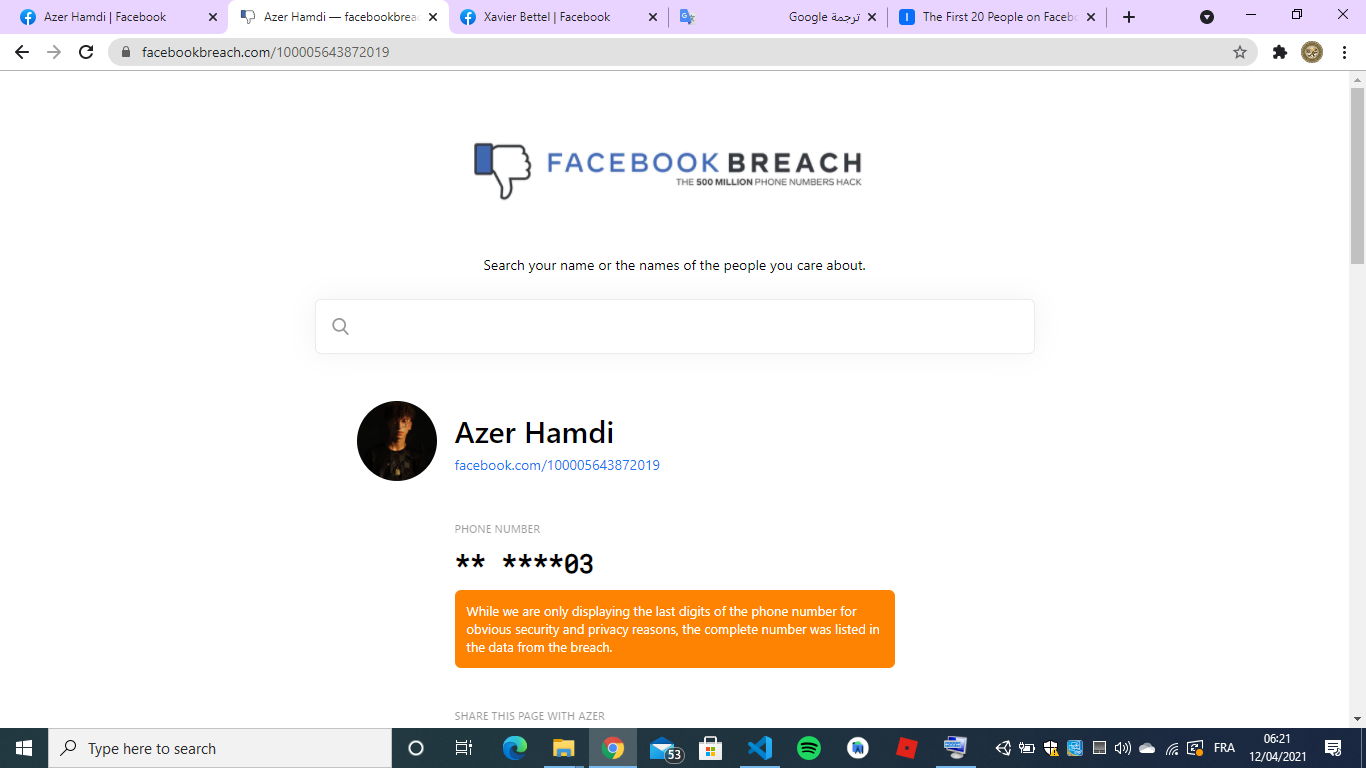 Azer Hamdi | Facebook
Azer Hamdi — facebookbrea
Xavier Bettel | Facebook
ترجمة Google
The First 20 People on Faceb
facebookbreach.com/100005643872019
FACEBOOK BREACH
THE 500 MILLION PHONE NUMBERS HACK
Search your name or the names of the people you care about.
Azer Hamdi
facebook.com/100005643872019
PHONE NUMBER
** ****03
While we are only displaying the last digits of the phone number for
obvious security and privacy reasons, the complete number was listed in
the data from the breach.
SHARE THIS PAGE WITH AZER
Type here to search
53
FRA
06:21
12/04/2021